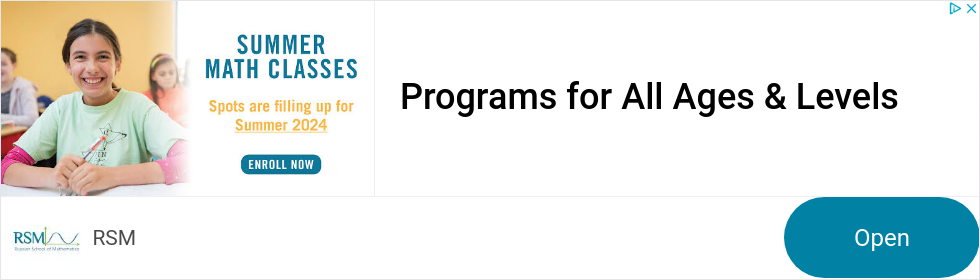 SUMMER
MATH CLASSES
Spots are filling up for
Summer 2024
ENROLL NOW
Programs for All Ages & Levels
RSM
Russian School of Mathematics
RSM
Open